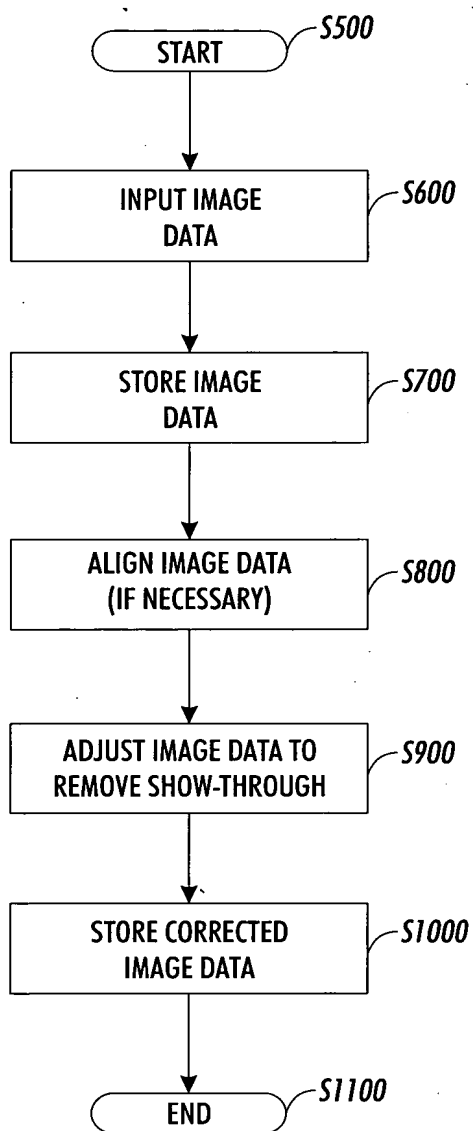 START
S500
INPUT IMAGE
DATA
S600
STORE IMAGE
DATA
S700
ALIGN IMAGE DATA
(IF NECESSARY)
S800
ADJUST IMAGE DATA TO
REMOVE SHOW-THROUGH
S900
STORE CORRECTED
IMAGE DATA
S1000
END
S1100